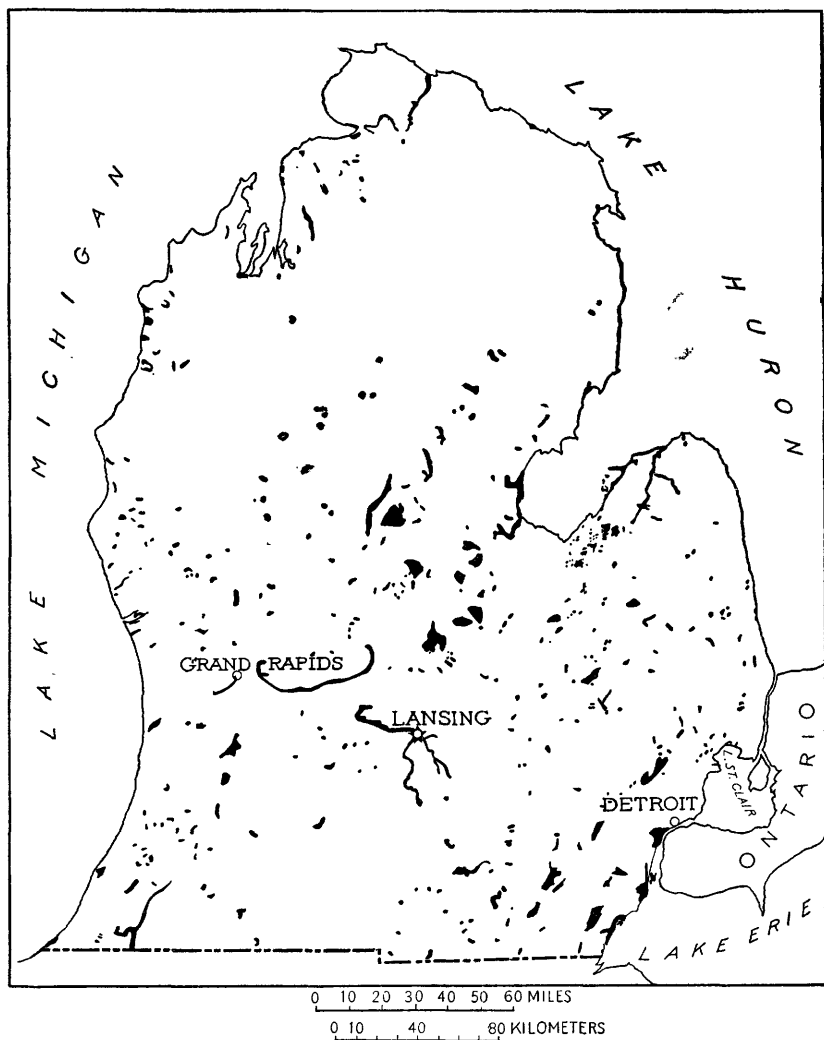 LAKE
HURON
LAKE MICHIGAN
GRAND RAPIDS
LANSING
DETROIT
L. ST. CLAIR
ONTARIO
LAKE ERIE
0 10 20 30 40 50 60 MILES
0 10 40 80 KILOMETERS